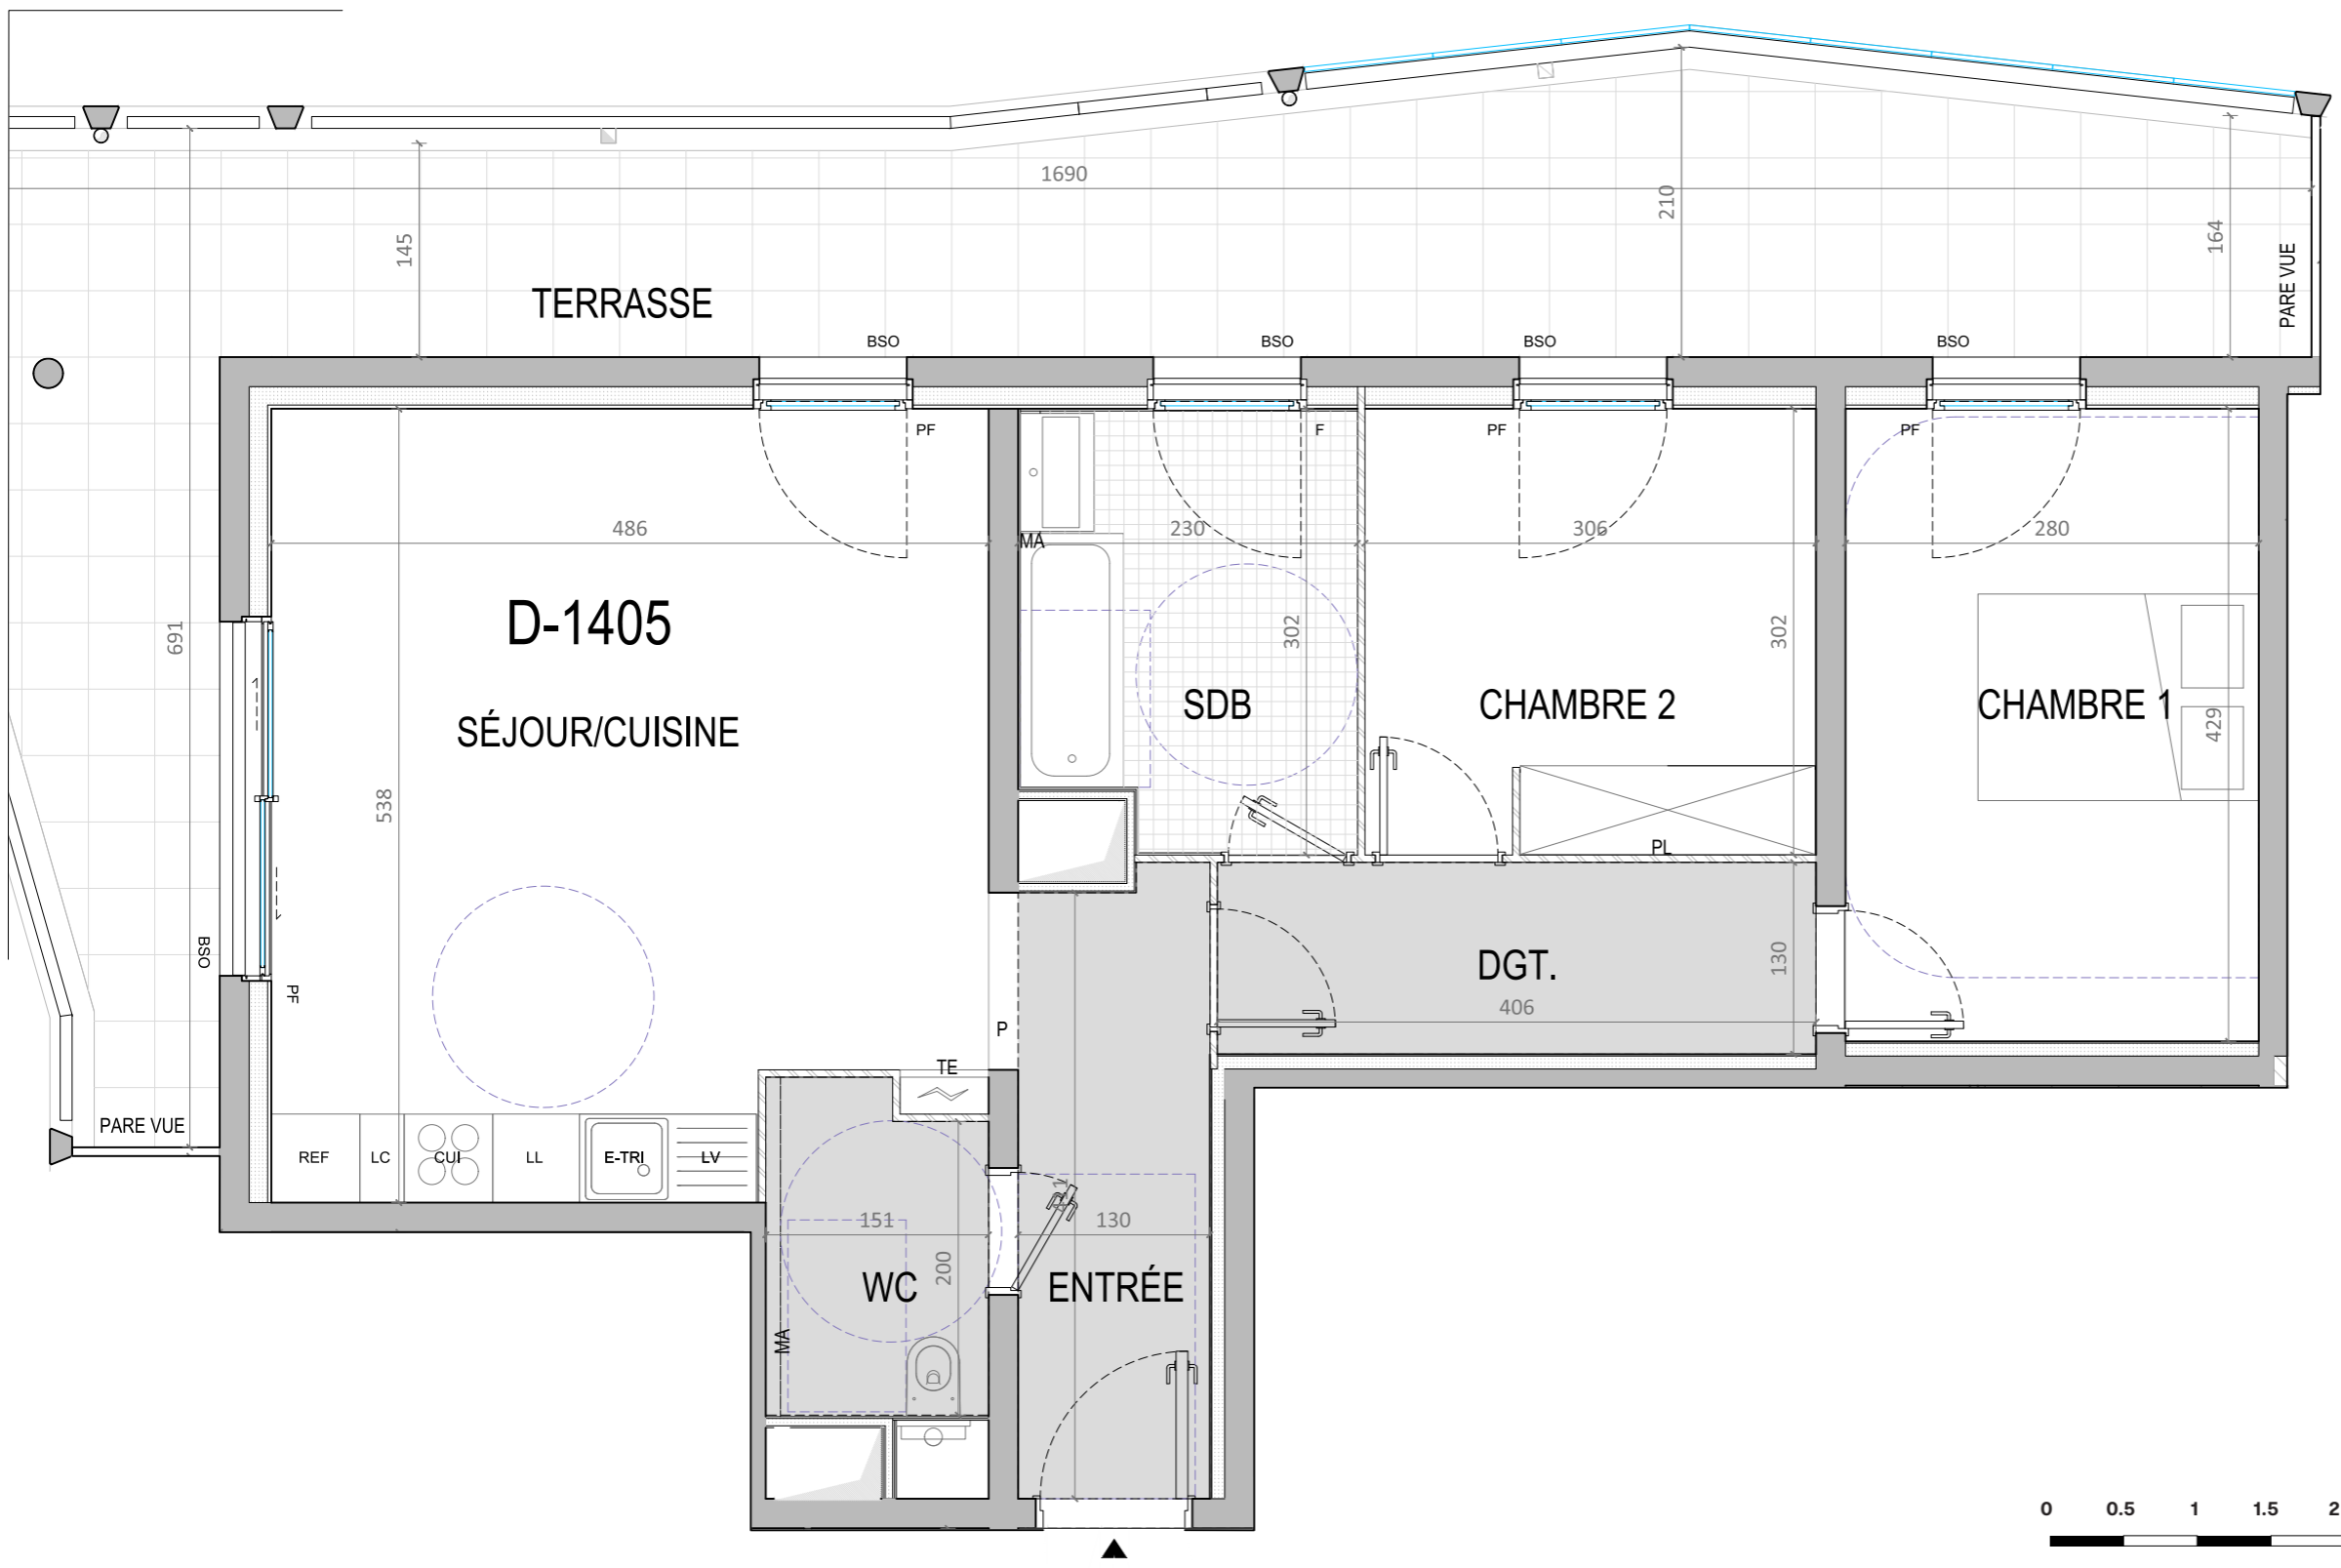 1690
145
210
164
PARE VUE
TERRASSE
BSO
BSO
BSO
BSO
PF
F
PF
PF
486
MA
230
306
280
D-1405
691
302
302
SÉJOUR/CUISINE
SDB
CHAMBRE 2
CHAMBRE 1
429
538
PL
BSO
PF
DGT.
130
406
P
TE
PARE VUE
REF
LC
CUI
LL
E-TRI
LV
151
130
200
WC
ENTRÉE
MA
0 0.5 1 1.5 2